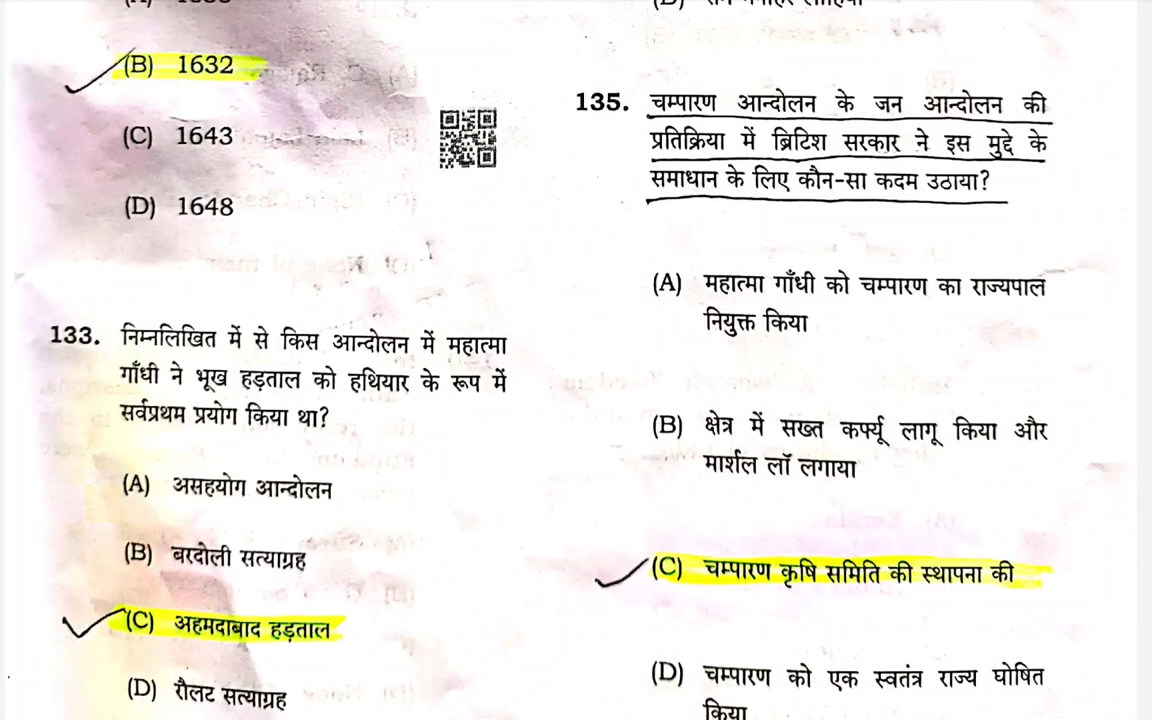 (B) 1632
(C) 1643
(D) 1648
133. निम्नलिखित में से किस आन्दोलन में महात्मा
गाँधी ने भूख हड़ताल को हथियार के रूप में
सर्वप्रथम प्रयोग किया था?
(A) असहयोग आन्दोलन
(B) बरदोली सत्याग्रह
(C) अहमदाबाद हड़ताल
(D) रौलट सत्याग्रह
135. चम्पारण आन्दोलन के जन आन्दोलन की
प्रतिक्रिया में ब्रिटिश सरकार ने इस मुद्दे के
समाधान के लिए कौन-सा कदम उठाया?
(A) महात्मा गाँधी को चम्पारण का राज्यपाल
नियुक्त किया
(B) क्षेत्र में सख्त कर्फ्यू लागू किया और
मार्शल लॉ लगाया
(C) चम्पारण कृषि समिति की स्थापना की
(D) चम्पारण को एक स्वतंत्र राज्य घोषित
किया